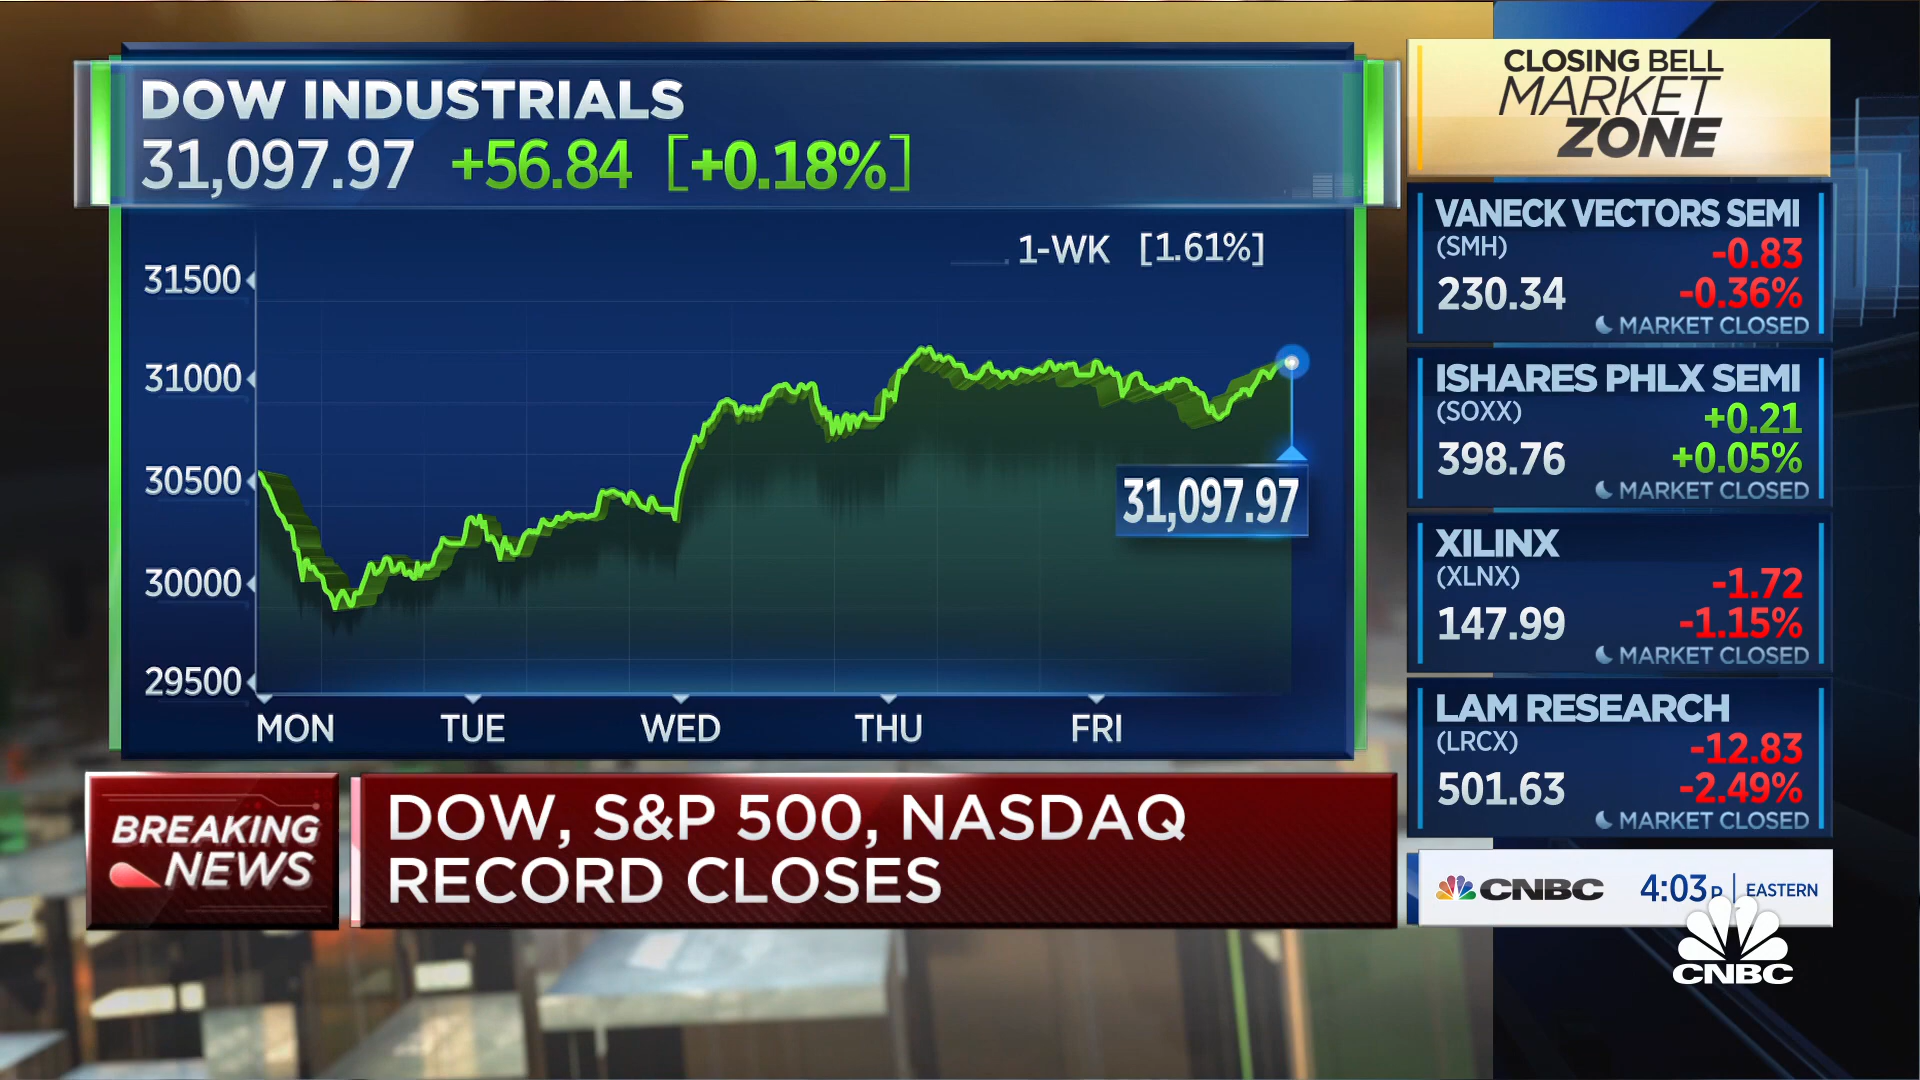 DOW INDUSTRIALS
31,097.97 +56.84 [+0.18%]
1-WK [1.61%]
31500
31000
30500
30000
29500
31,097.97
MON TUE WED THU FRI
BREAKING
NEWS
DOW, S&P 500, NASDAQ
RECORD CLOSES
CLOSING BELL
MARKET
ZONE
VANECK VECTORS SEMI
(SMH) -0.83
230.34 -0.36%
MARKET CLOSED
ISHARES PHLX SEMI
(SOXX) +0.21
398.76 +0.05%
MARKET CLOSED
XILINX
(XLNX) -1.72
147.99 -1.15%
MARKET CLOSED
LAM RESEARCH
(LRCX) -12.83
501.63 -2.49%
MARKET CLOSED
CNBC 4:03P EASTERN
CNBC